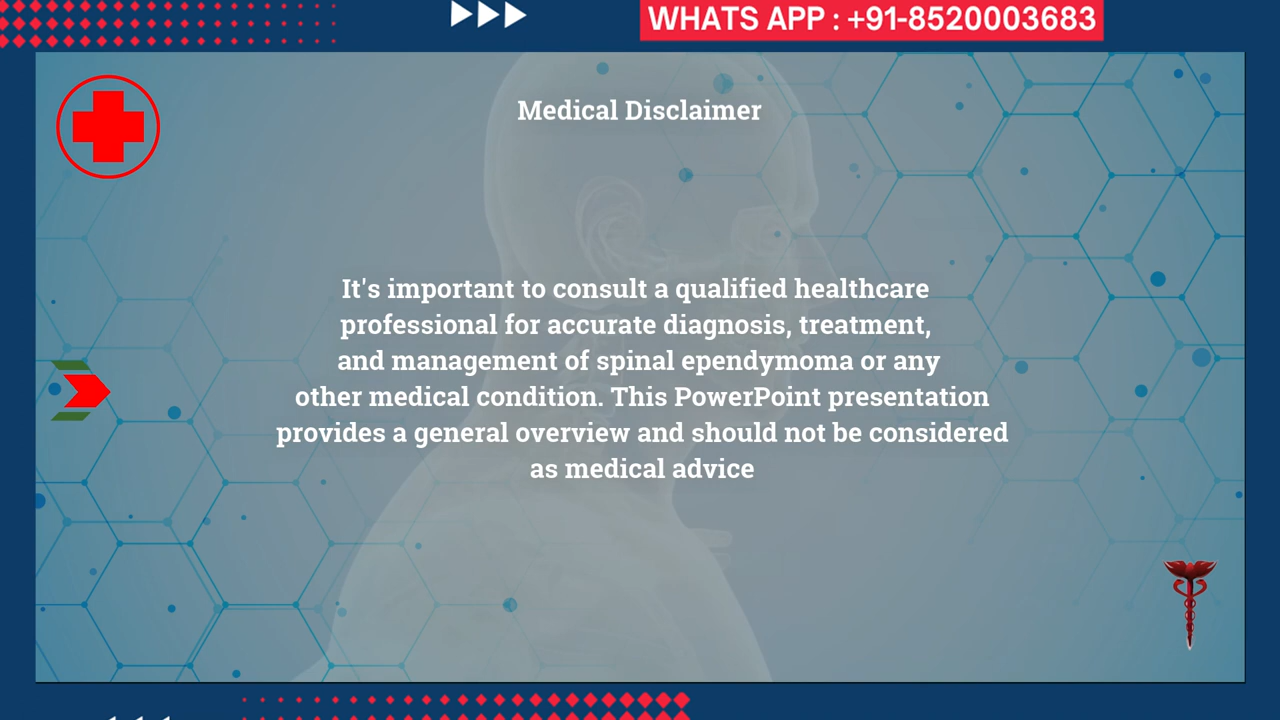 WHATS APP : +91-8520003683
Medical Disclaimer
It's important to consult a qualified healthcare
professional for accurate diagnosis, treatment,
and management of spinal ependymoma or any
other medical condition. This PowerPoint presentation
provides a general overview and should not be considered
as medical advice